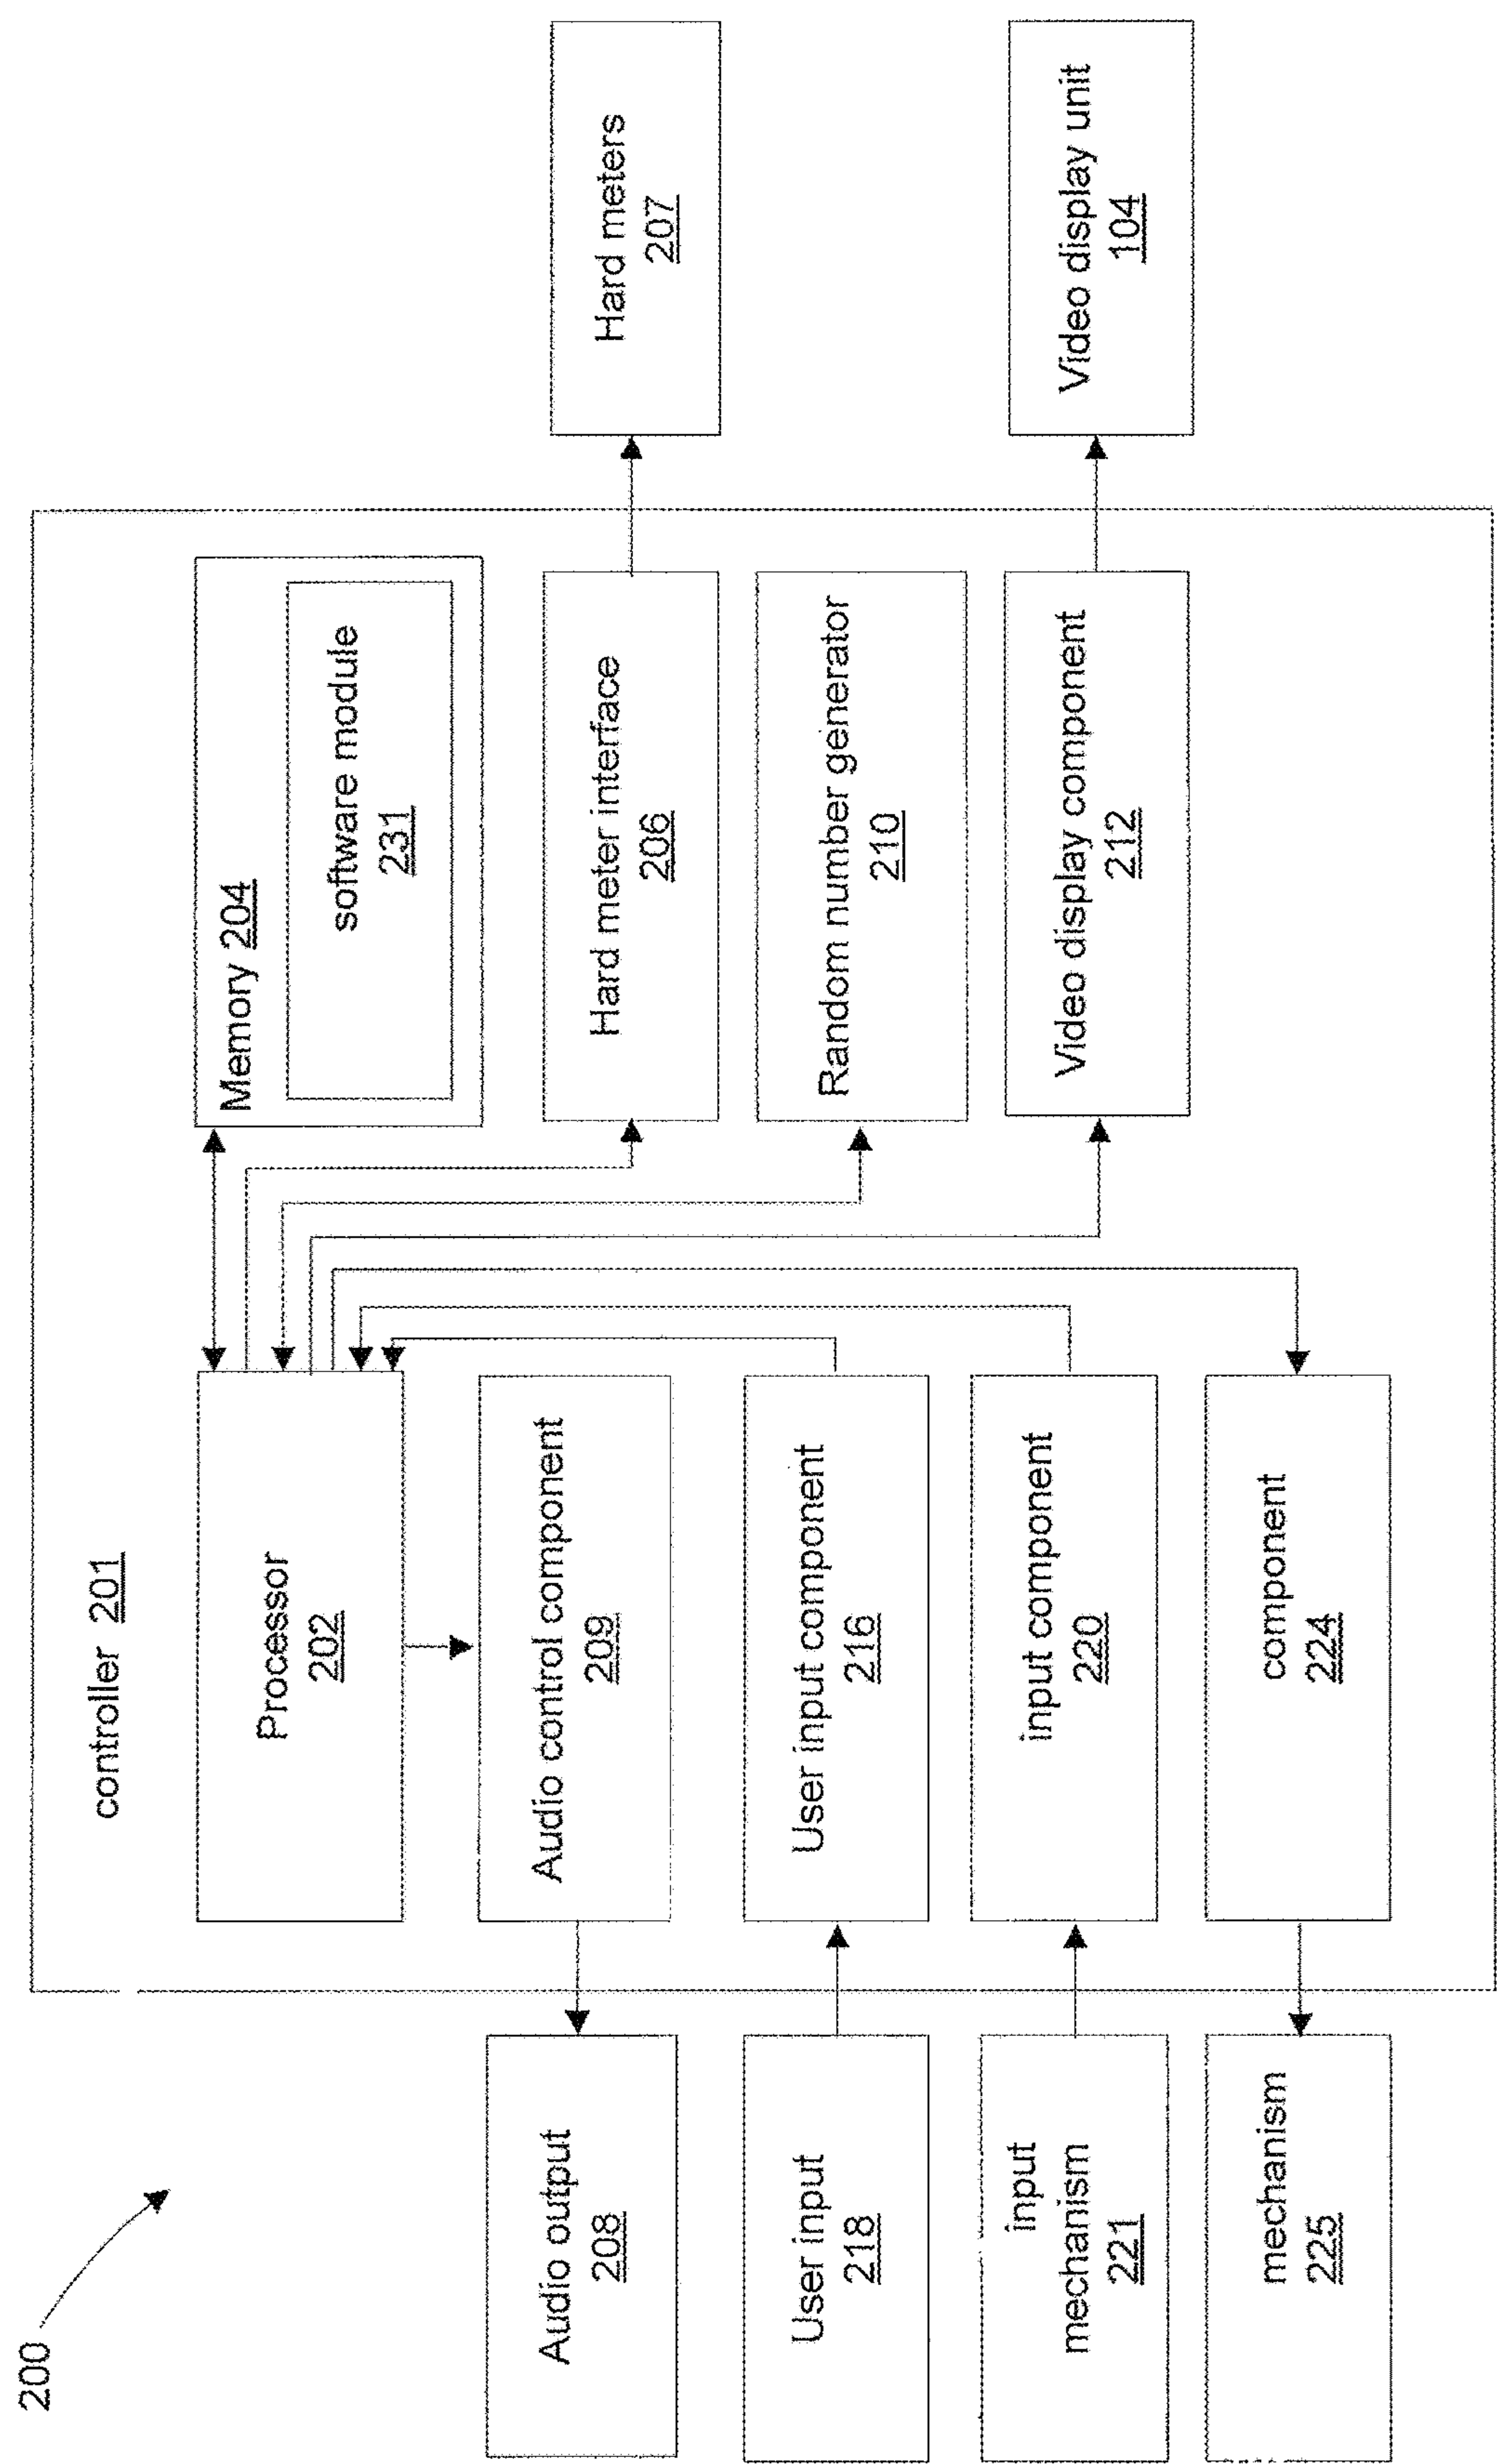 200
controller 201
Processor
202
Memory 204
software module
231
Audio output
208
Audio control component
209
Hard meter interface
206
Hard meters
207
User input
218
User input component
216
Random number generator
210
input
mechanism
221
input component
220
Video display component
212
Video display unit
104
mechanism
225
component
224